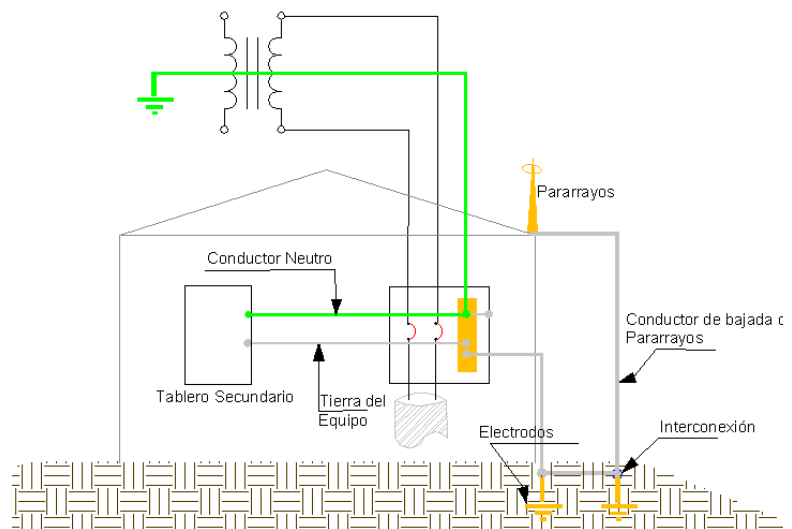 Pararrayos
Conductor Neutro
Conductor de bajada d
Pararrayos
Tablero Secundario
Tierra del
Equipo
Electrodos
Interconexión